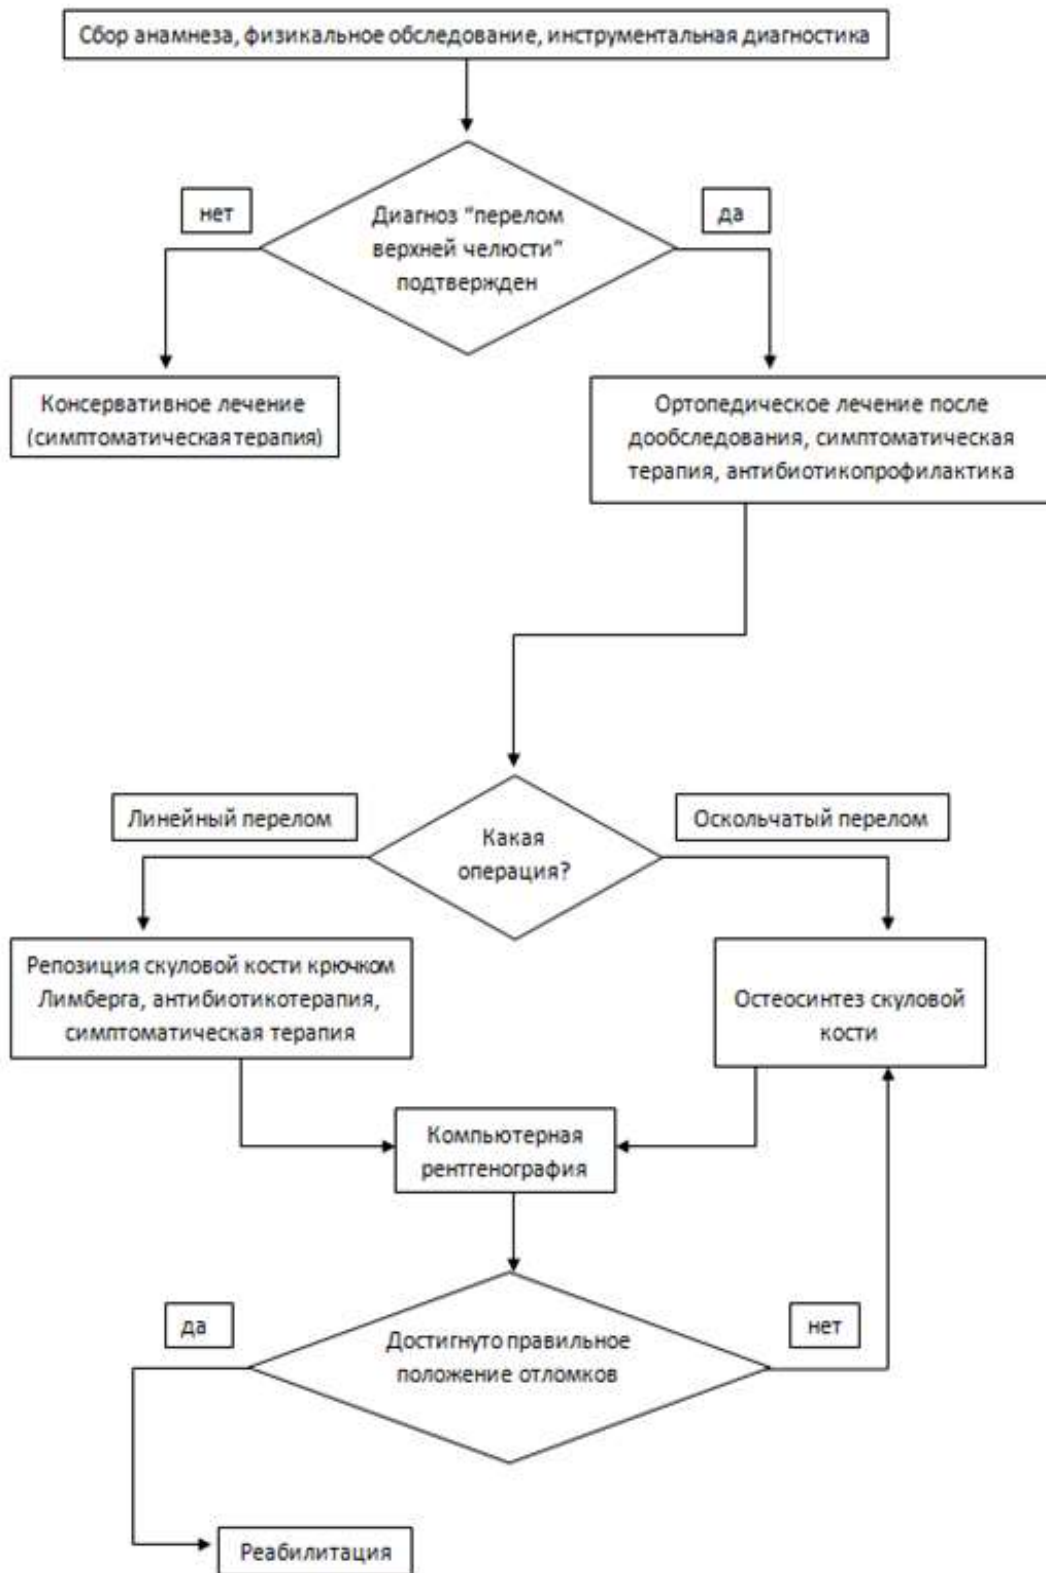 Сбор анамнеза, физикальное обследование, инструментальная диагностика
нет
да
Диагноз "перелом
верхней челюсти"
подтвержден
Консервативное лечение
(симптоматическая терапия)
Ортопедическое лечение после
дообследования, симптоматическая
терапия, антибиотикопрофилактика
Линейный перелом
Оскольчатый перелом
Какая
операция?
Репозиция скуловой кости крючком
Лимберга, антибиотикотерапия,
симптоматическая терапия
Остеосинтез скуловой
кости
Компьютерная
рентгенография
да
нет
Достигнуто правильное
положение отломков
Реабилитация